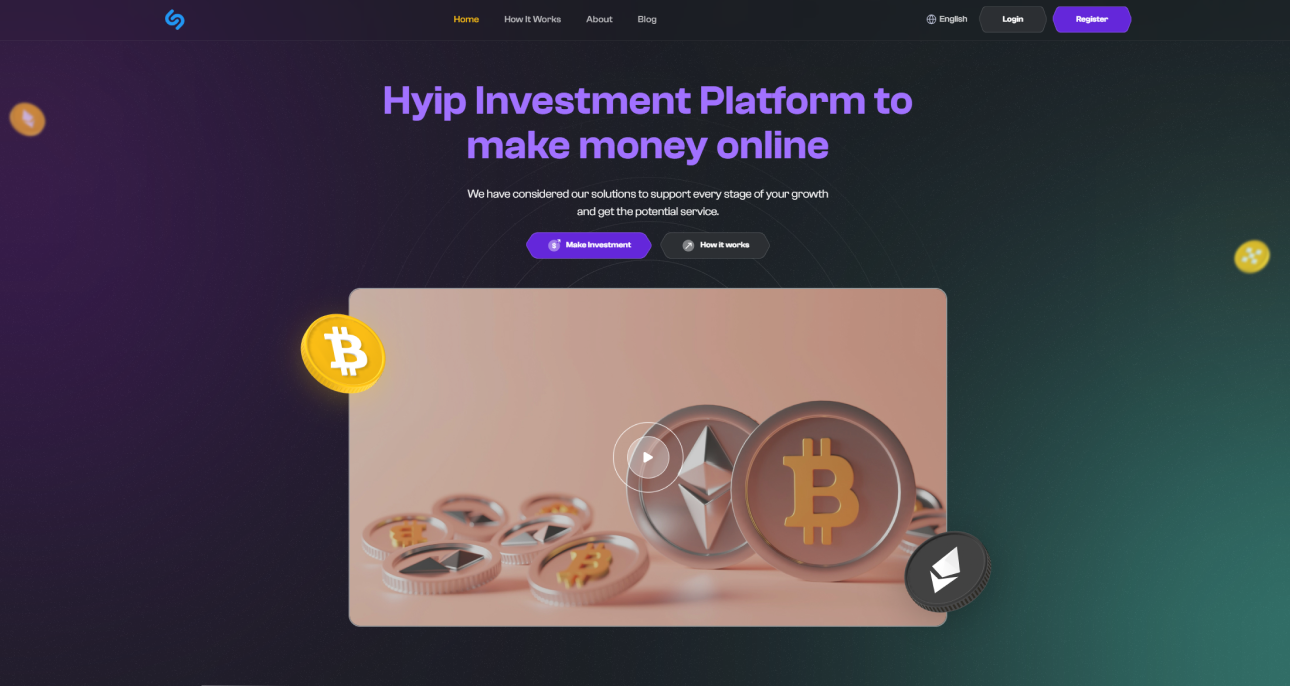 Home
How It Works
About
Blog
English
Login
Register
Hyip Investment Platform to
make money online
We have considered our solutions to support every stage of your growth
and get the potential service.
Make Investment
How it works